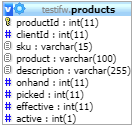 testifw.products
productId : int(11)
clientId : int(11)
sku : varchar(15)
product : varchar(100)
description : varchar(255)
onhand : int(11)
picked : int(11)
effective : int(11)
active : int(1)